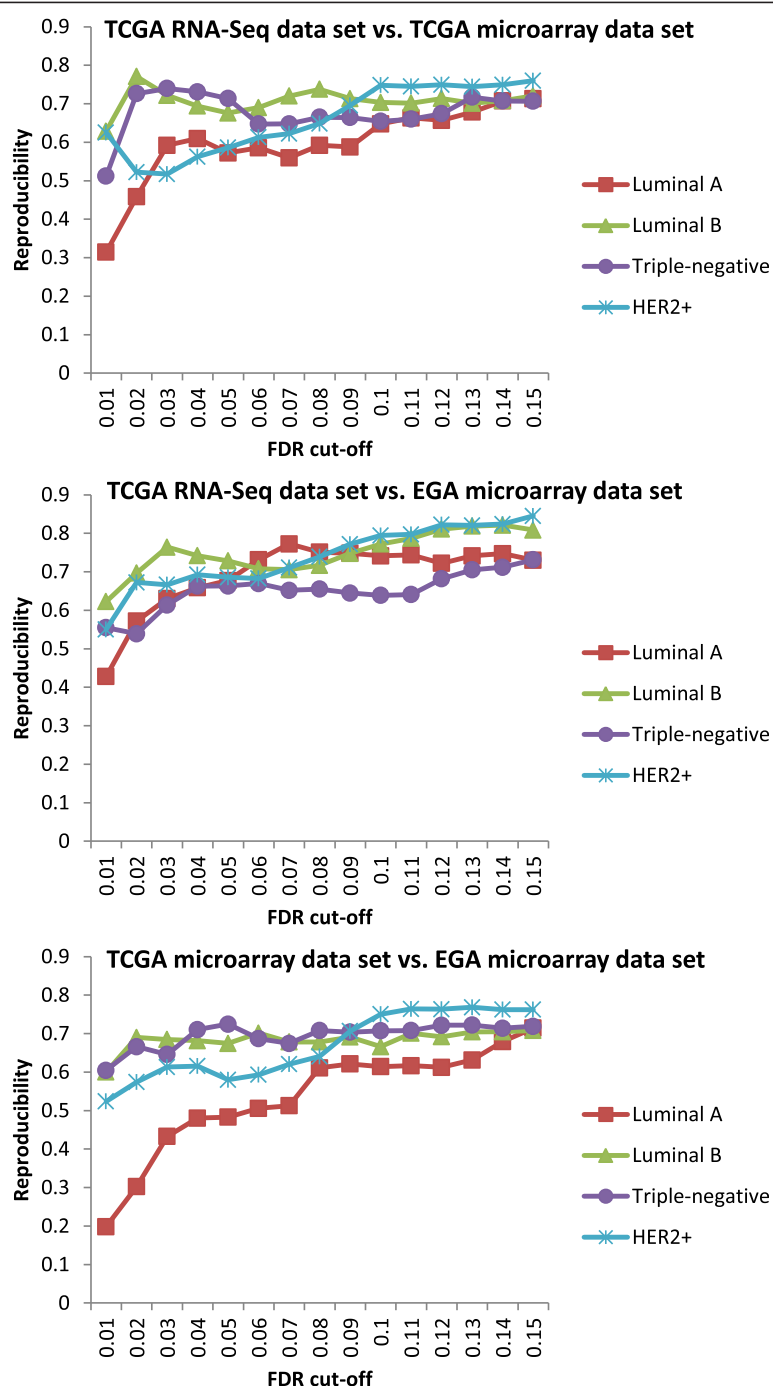 TCGA RNA-Seq data set vs. TCGA microarray data set
0.9
0.8
0.7
0.6
0.5
0.4
0.3
0.2
0.1
0
Reproducibility
0.01 0.02 0.03 0.04 0.05 0.06 0.07 0.08 0.09 0.1 0.11 0.12 0.13 0.14 0.15
FDR cut-off
Luminal A
Luminal B
Triple-negative
HER2+
TCGA RNA-Seq data set vs. EGA microarray data set
0.9
0.8
0.7
0.6
0.5
0.4
0.3
0.2
0.1
0
Reproducibility
0.01 0.02 0.03 0.04 0.05 0.06 0.07 0.08 0.09 0.1 0.11 0.12 0.13 0.14 0.15
FDR cut-off
Luminal A
Luminal B
Triple-negative
HER2+
TCGA microarray data set vs. EGA microarray data set
0.9
0.8
0.7
0.6
0.5
0.4
0.3
0.2
0.1
0
Reproducibility
0.01 0.02 0.03 0.04 0.05 0.06 0.07 0.08 0.09 0.1 0.11 0.12 0.13 0.14 0.15
FDR cut-off
Luminal A
Luminal B
Triple-negative
HER2+